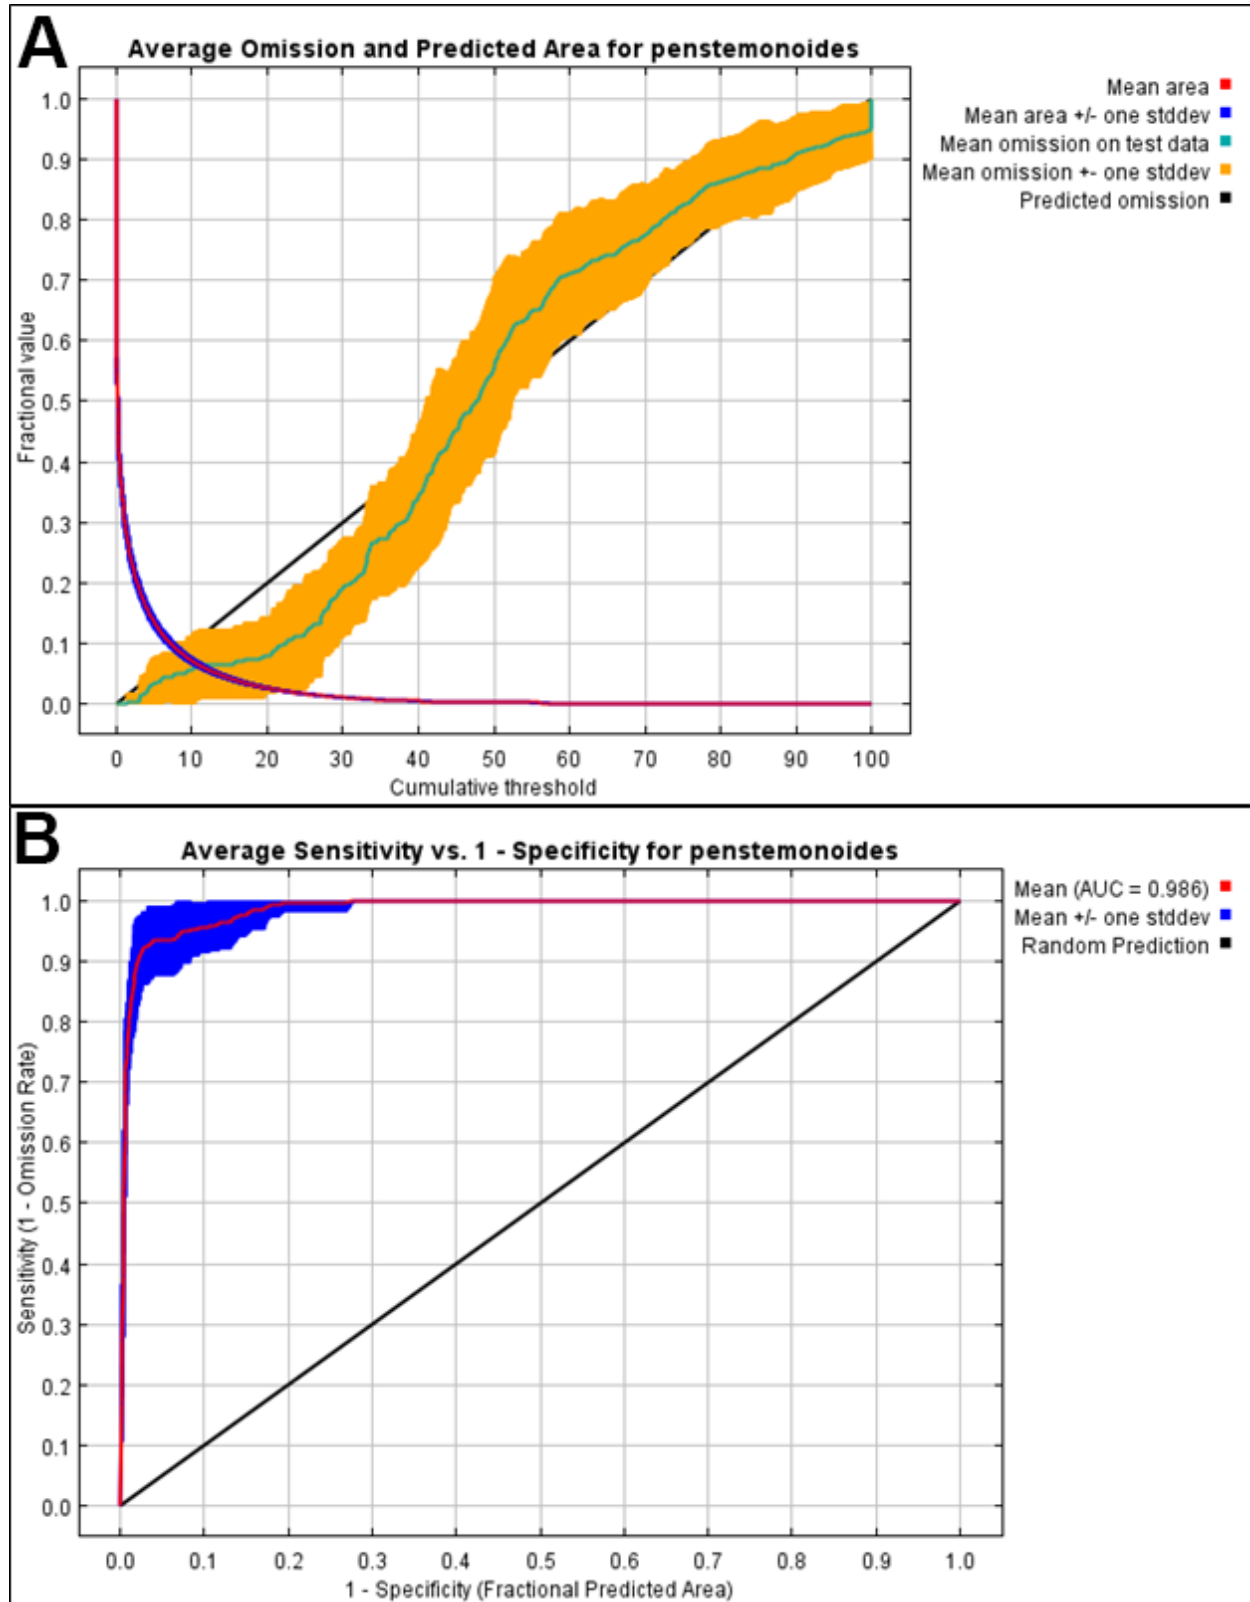 A
Average Omission and Predicted Area for penstemonoides
Mean area
Mean area +/- one stddev
Mean omission on test data
Mean omission +- one stddev
Predicted omission
Fractional value
1.0
0.9
0.8
0.7
0.6
0.5
0.4
0.3
0.2
0.1
0.0
0 10 20 30 40 50 60 70 80 90 100
Cumulative threshold
B
Average Sensitivity vs. 1 - Specificity for penstemonoides
Mean (AUC = 0.986)
Mean +/- one stddev
Random Prediction
Sensitivity (1 - Omission Rate)
1.0
0.9
0.8
0.7
0.6
0.5
0.4
0.3
0.2
0.1
0.0
0.0 0.1 0.2 0.3 0.4 0.5 0.6 0.7 0.8 0.9 1.0
1 - Specificity (Fractional Predicted Area)